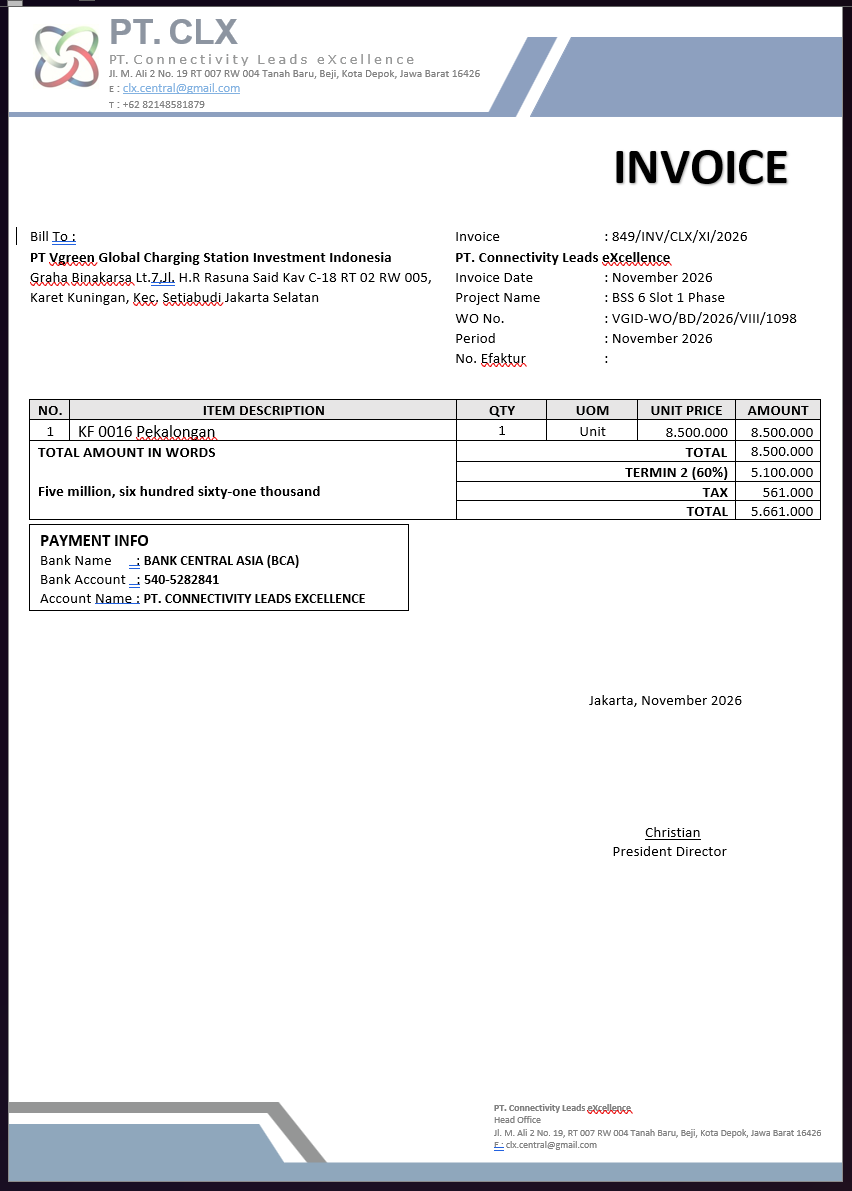 PT. CLX
PT. Connectivity Leads eXcellence
Jl. M. Ali 2 No. 19 RT 007 RW 004 Tanah Baru, Beji, Kota Depok, Jawa Barat 16426
E : clx.central@gmail.com
T : +62 82148581879
INVOICE
Bill To :
PT Vgreen Global Charging Station Investment Indonesia
Graha Binakarsa Lt.7,Jl. H.R Rasuna Said Kav C-18 RT 02 RW 005,
Karet Kuningan, Kec. Setiabudi Jakarta Selatan
Invoice : 849/INV/CLX/XI/2026
PT. Connectivity Leads eXcellence
Invoice Date : November 2026
Project Name : BSS 6 Slot 1 Phase
WO No. : VGID-WO/BD/2026/VIII/1098
Period : November 2026
No. Efaktur :
NO. ITEM DESCRIPTION QTY UOM UNIT PRICE AMOUNT
1 KF 0016 Pekalongan 1 Unit 8.500.000 8.500.000
TOTAL AMOUNT IN WORDS TOTAL 8.500.000
TERMIN 2 (60%) 5.100.000
Five million, six hundred sixty-one thousand TAX 561.000
TOTAL 5.661.000
PAYMENT INFO
Bank Name : BANK CENTRAL ASIA (BCA)
Bank Account : 540-5282841
Account Name : PT. CONNECTIVITY LEADS EXCELLENCE
Jakarta, November 2026
Christian
President Director
PT. Connectivity Leads eXcellence
Head Office
Jl. M. Ali 2 No. 19, RT 007 RW 004 Tanah Baru, Beji, Kota Depok, Jawa Barat 16426
E : clx.central@gmail.com